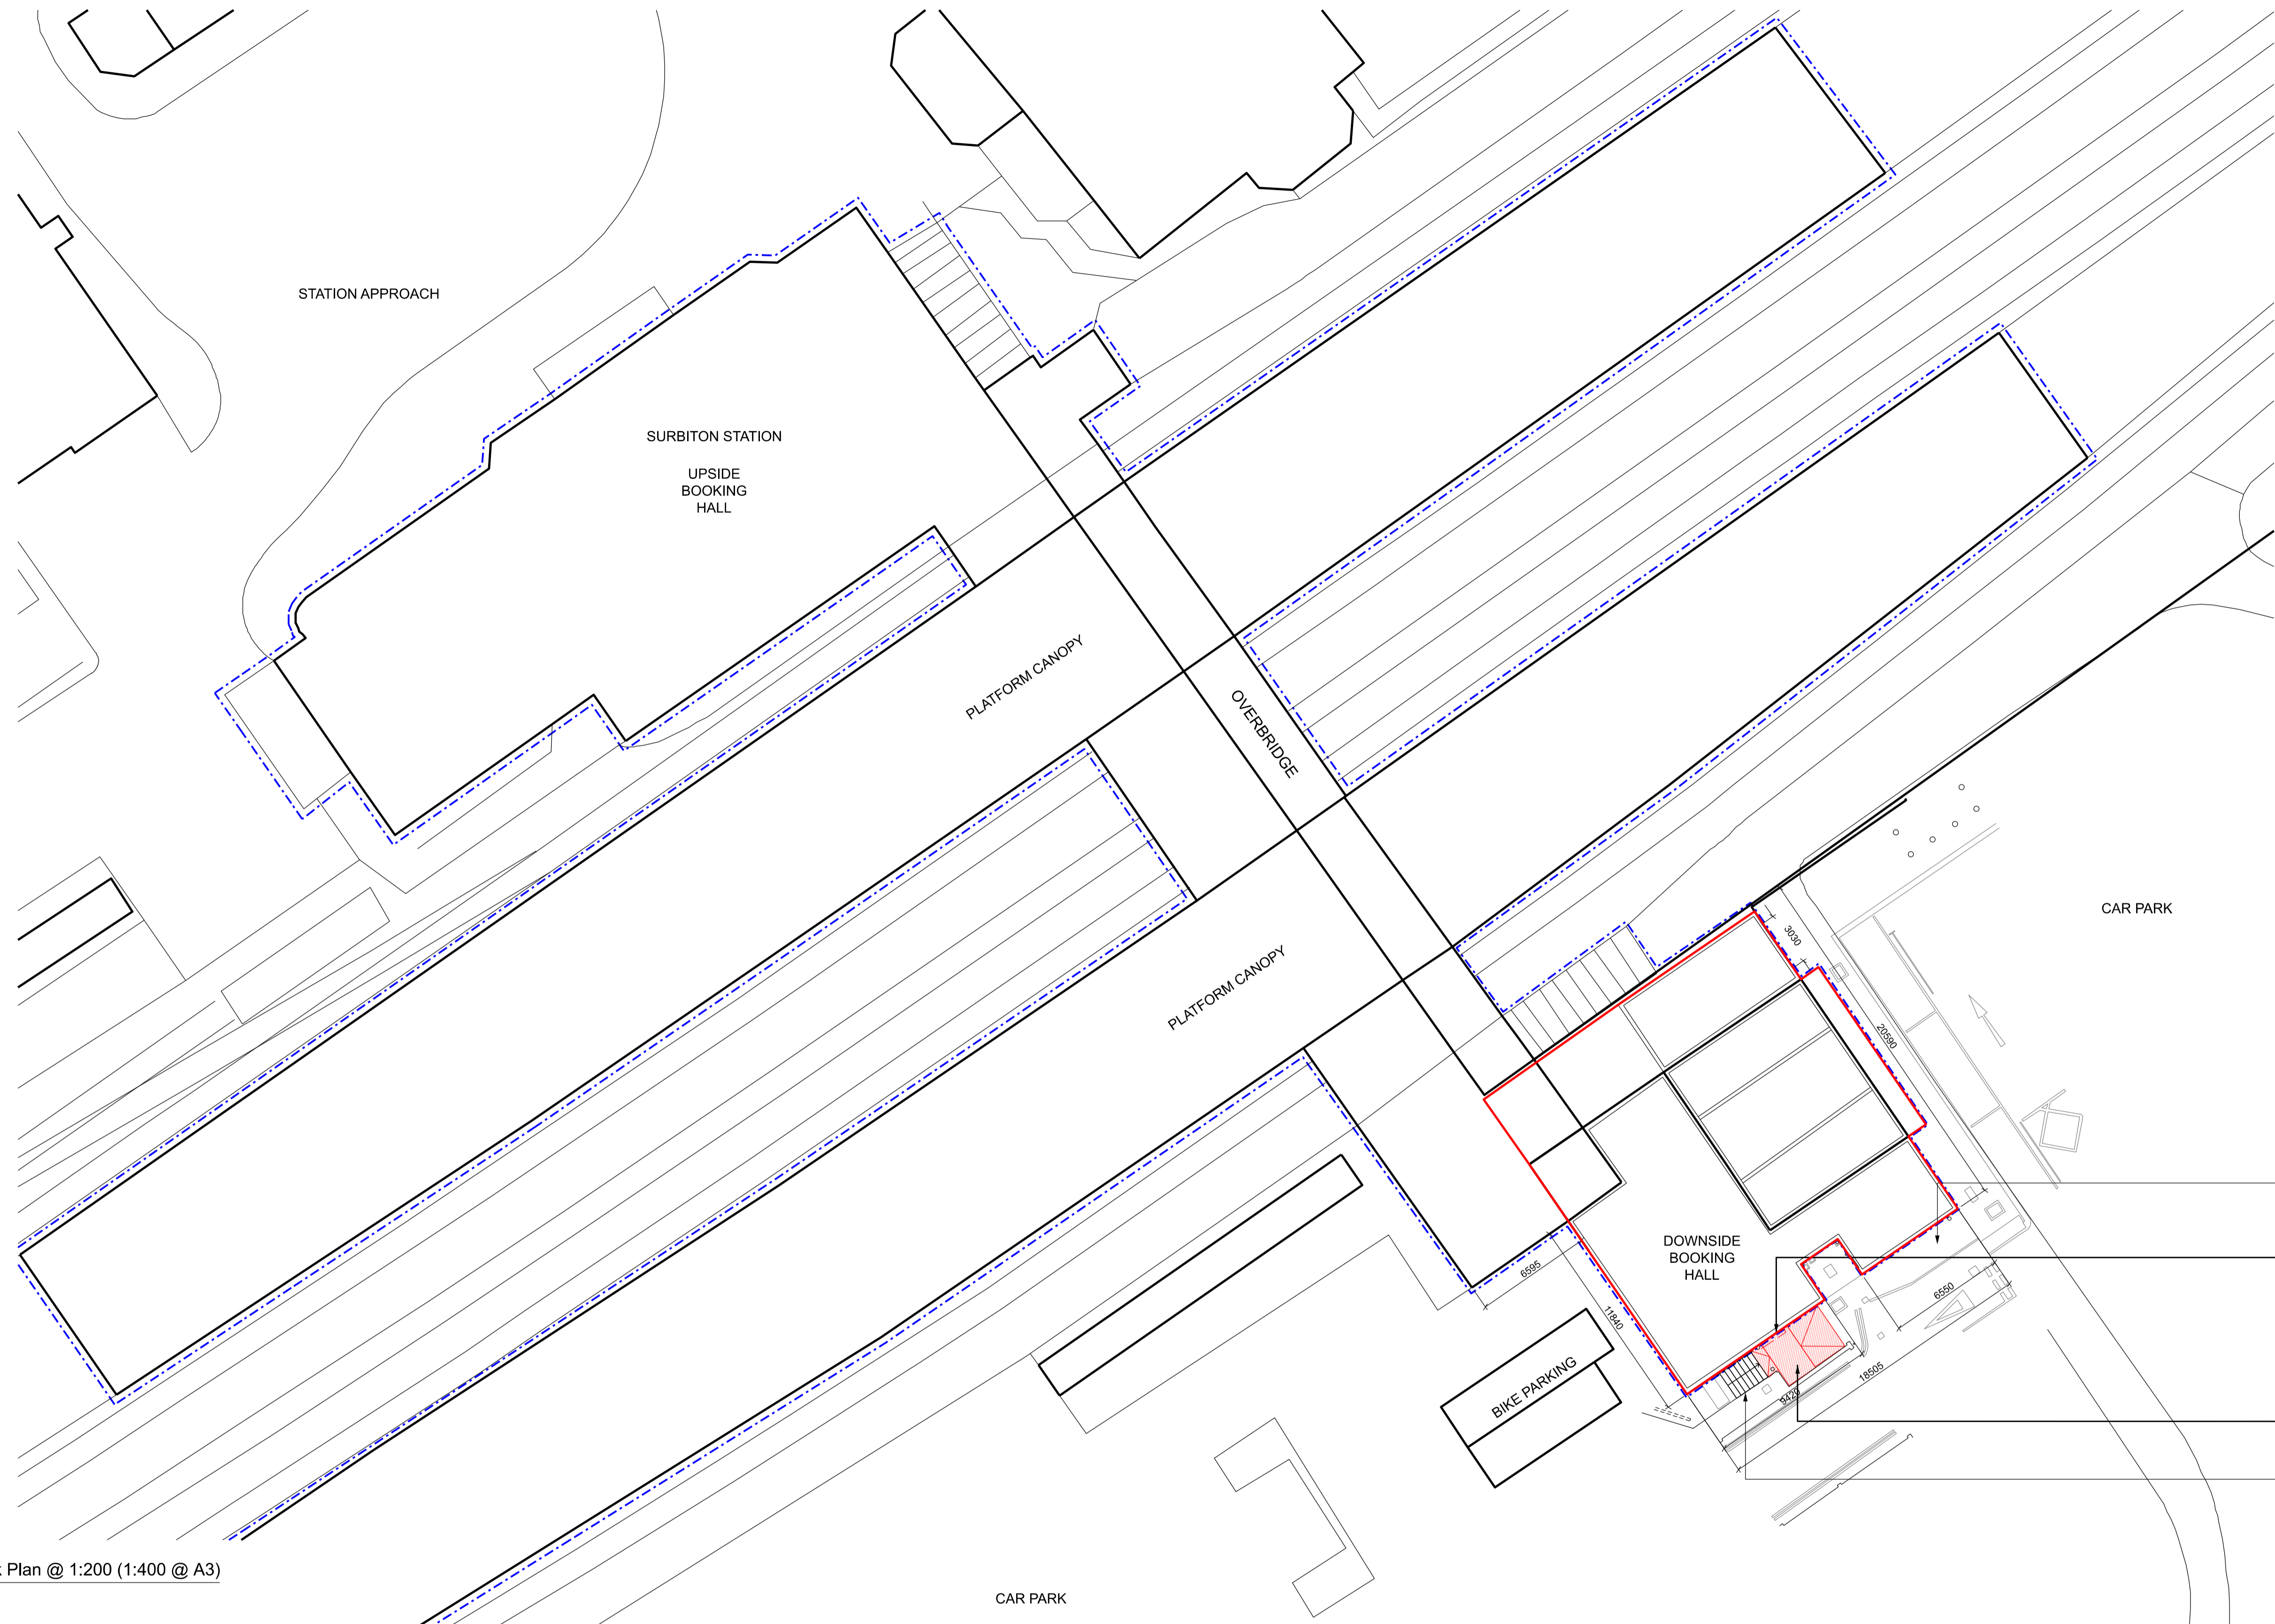 STATION APPROACH
SURBITON STATION
UPSIDE
BOOKING
HALL
PLATFORM CANOPY
OVERBRIDGE
CAR PARK
3030
PLATFORM CANOPY
20590
DOWNSIDE
BOOKING
HALL
6595
6550
11840
BIKE PARKING
18505
9420
Plan @ 1:200 (1:400 @ A3)
CAR PARK